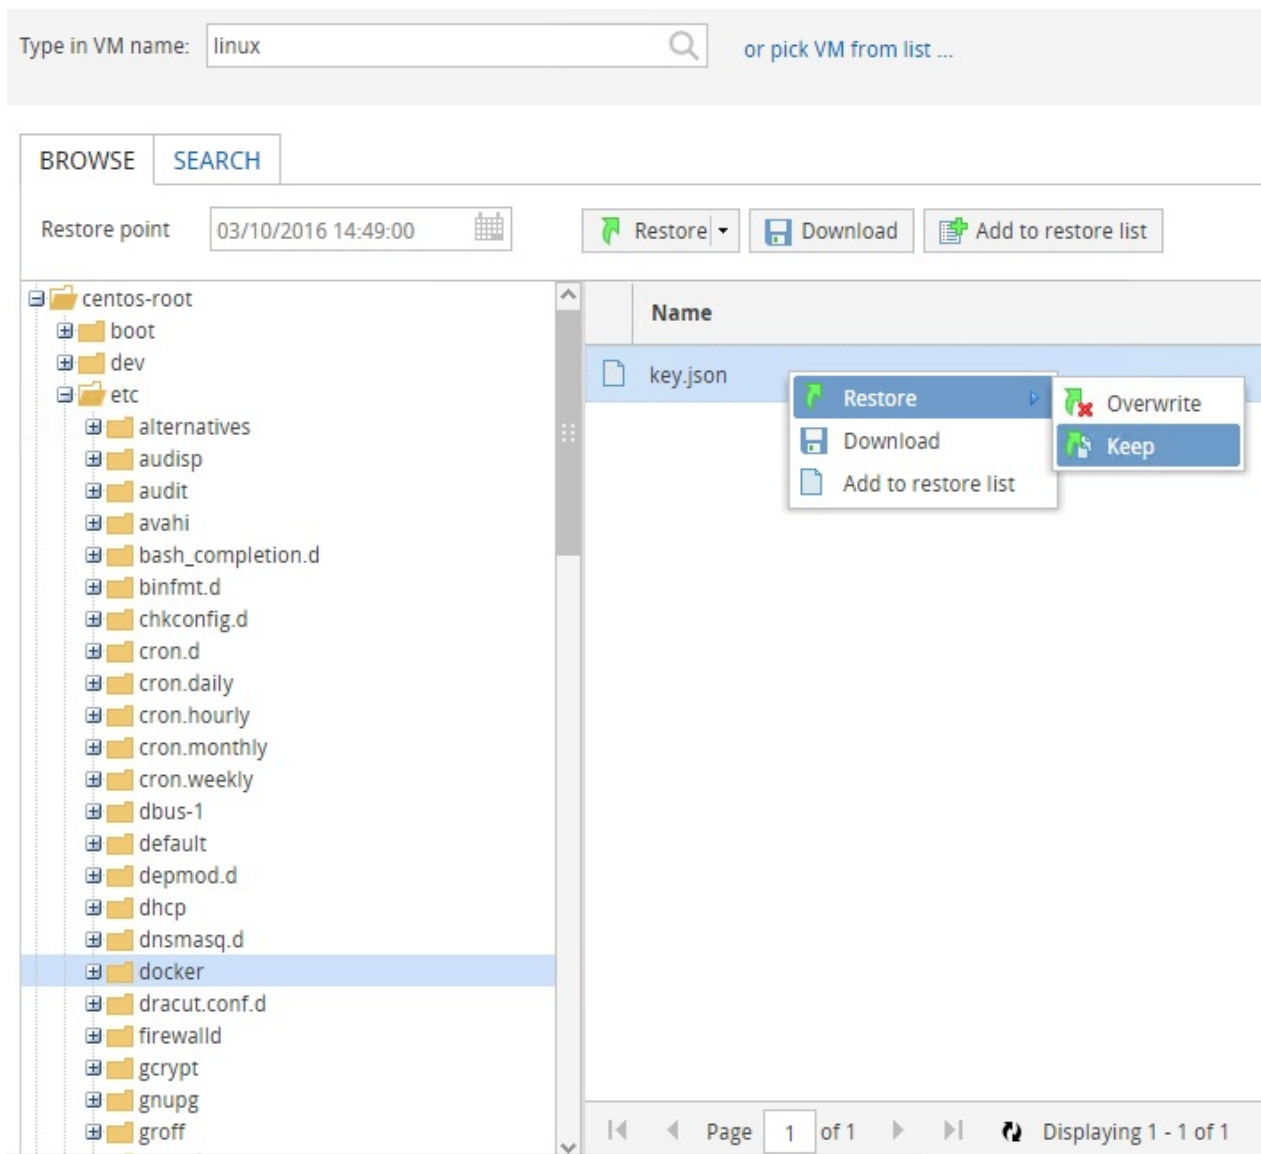 Type in VM name: linux or pick VM from list ...
BROWSE SEARCH
Restore point 03/10/2016 14:49:00 Restore Download Add to restore list
centos-root
boot
dev
etc
alternatives
audisp
audit
avahi
bash_completion.d
binfmt.d
chkconfig.d
cron.d
cron.daily
cron.hourly
cron.monthly
cron.weekly
dbus-1
default
depmod.d
dhcp
dnsmasq.d
docker
dracut.conf.d
firewalld
gcrypt
gnupg
groff
Name
key.json
Restore
Download
Add to restore list
Overwrite
Keep
Page 1 of 1 Displaying 1 - 1 of 1